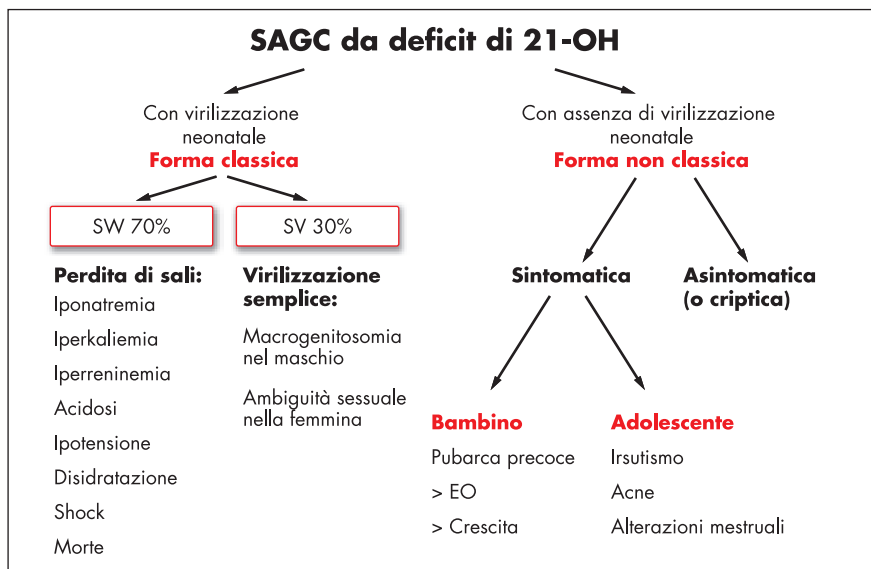 SAGC da deficit di 21-OH
Con virilizzazione
neonatale
Forma classica
SW 70%
Perdita di sali:
Iponatremia
Iperkaliemia
Iperreninemia
Acidosi
Ipotensione
Disidratazione
Shock
Morte
SV 30%
Virilizzazione
semplice:
Macrogenitosomia
nel maschio
Ambiguità sessuale
nella femmina
Con assenza di virilizzazione
neonatale
Forma non classica
Sintomatica
Asintomatica
(o criptica)
Bambino
Pubarca precoce
> EO
> Crescita
Adolescente
Irsutismo
Acne
Alterazioni mestruali